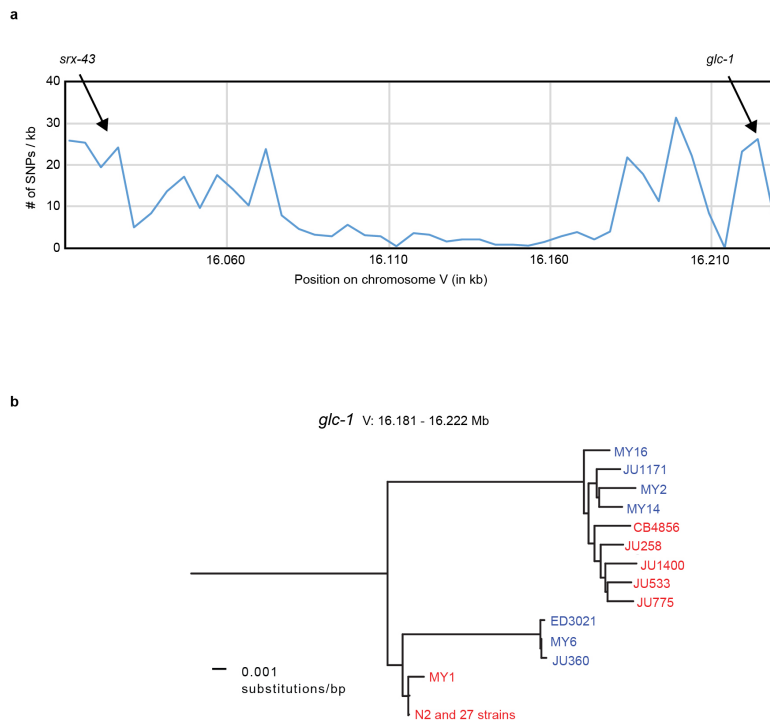 a
srx-43
glc-1
40
30
20
10
0
# of SNPs / kb
16.060
16.110
16.160
16.210
Position on chromosome V (in kb)
b
glc-1 V: 16.181 - 16.222 Mb
MY16
JU1171
MY2
MY14
CB4856
JU258
JU1400
JU533
JU775
ED3021
MY6
JU360
MY1
N2 and 27 strains
0.001
substitutions/bp